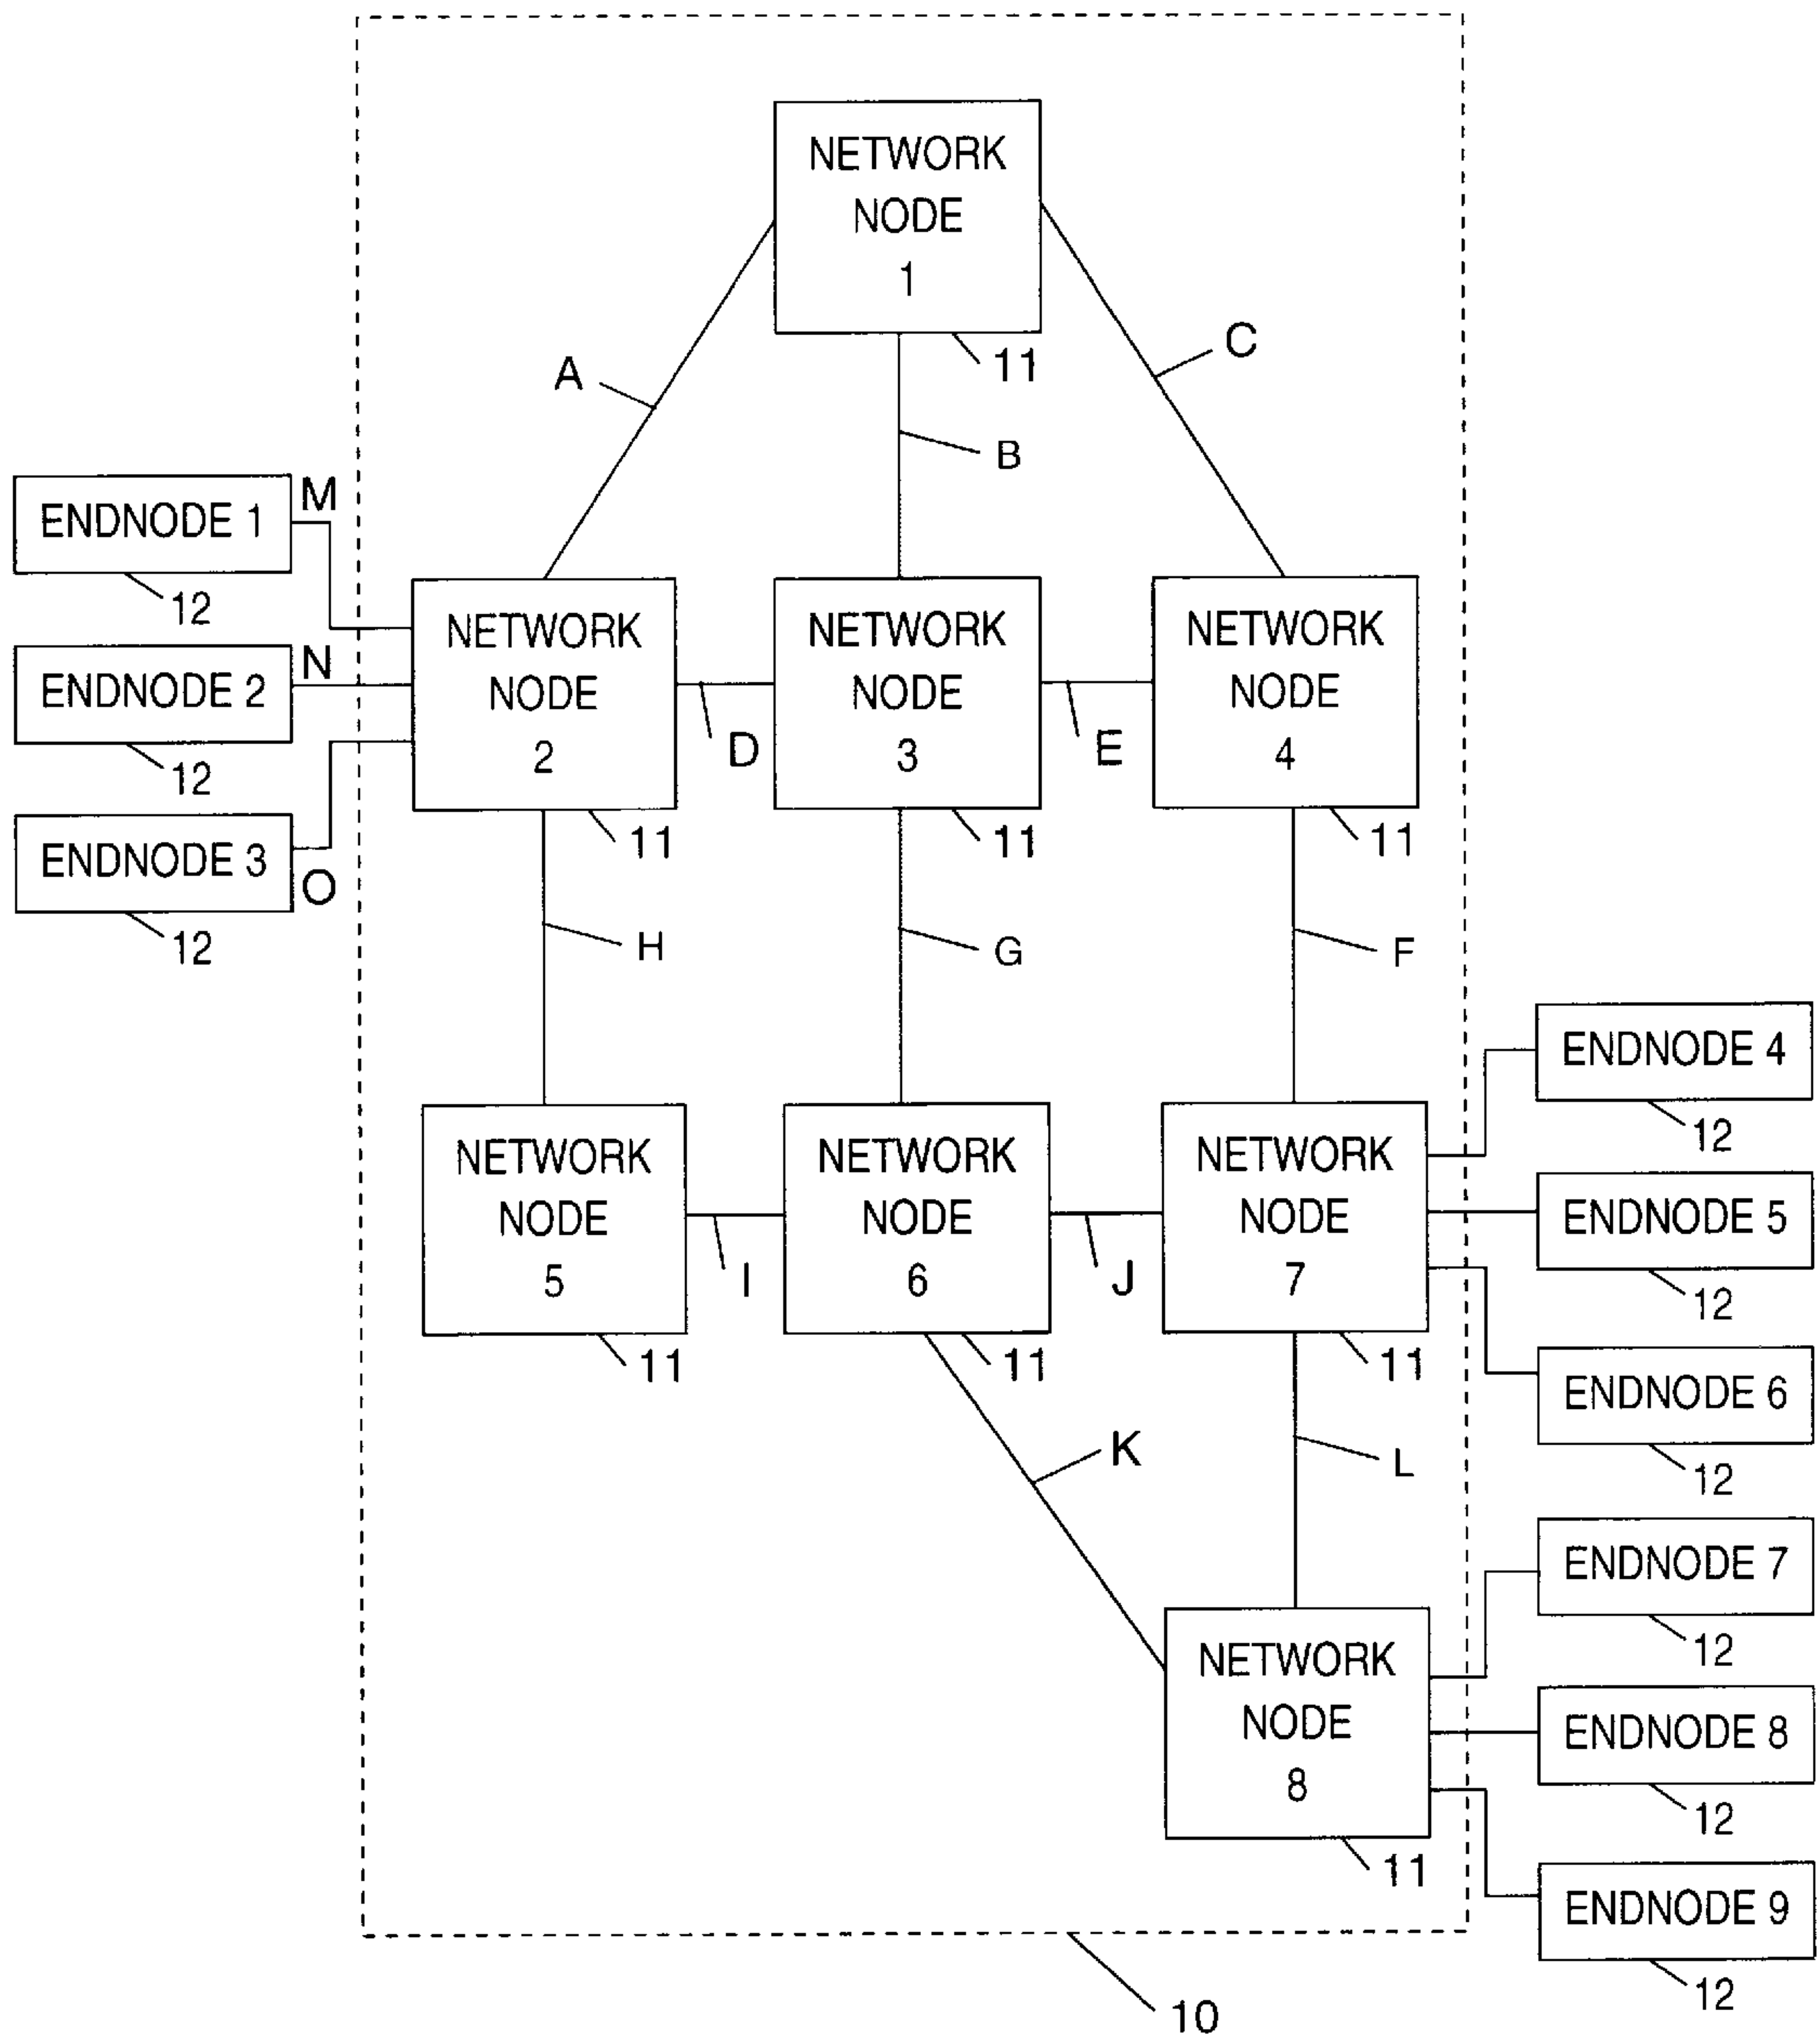 NETWORK
NODE
1
11
A
B
C
ENDNODE 1
M
12
ENDNODE 2
N
12
ENDNODE 3
O
12
NETWORK
NODE
2
11
D
NETWORK
NODE
3
11
E
NETWORK
NODE
4
11
H
G
F
NETWORK
NODE
5
11
I
NETWORK
NODE
6
11
J
NETWORK
NODE
7
11
ENDNODE 4
12
ENDNODE 5
12
ENDNODE 6
12
K
L
NETWORK
NODE
8
11
ENDNODE 7
12
ENDNODE 8
12
ENDNODE 9
12
10